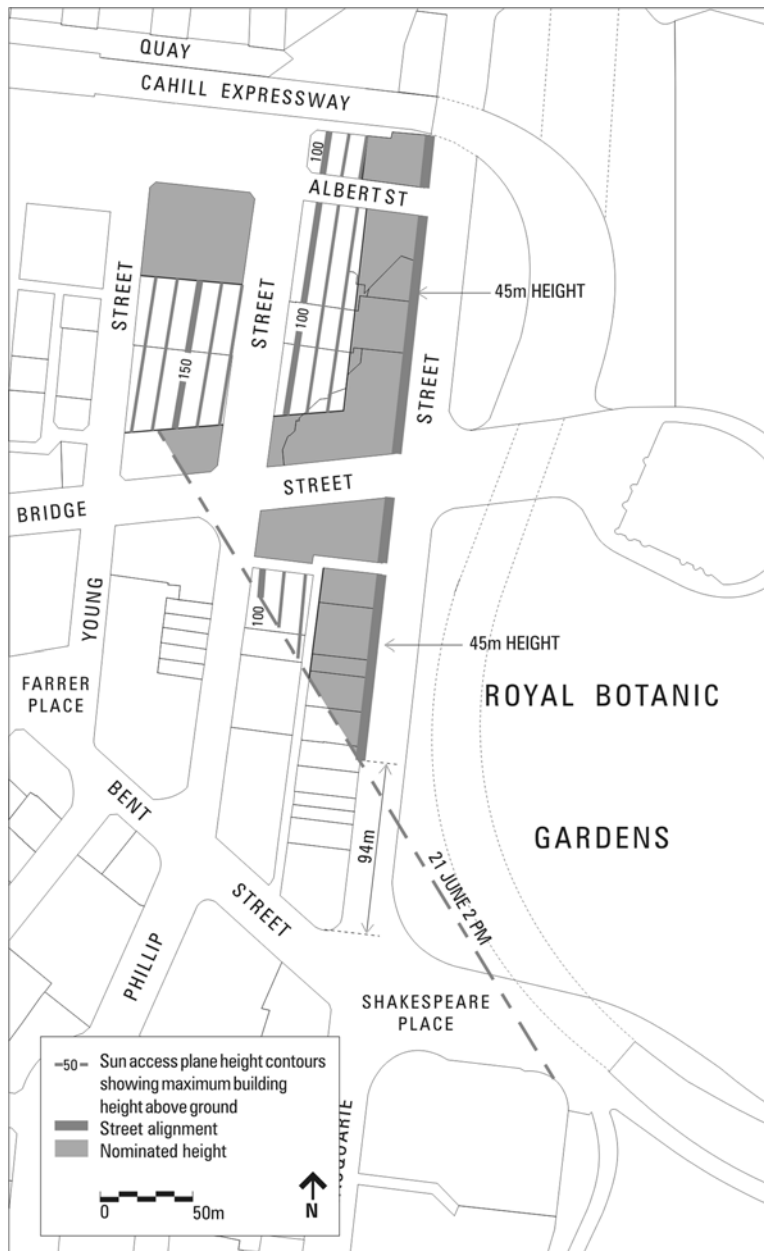 QUAY
CAHILL EXPRESSWAY
100
ALBERT ST
STREET
STREET
45m HEIGHT
100
150
STREET
STREET
BRIDGE
YOUNG
100
45m HEIGHT
FARRER
PLACE
ROYAL BOTANIC
BENT
GARDENS
94m
21 JUNE 2 PM
STREET
PHILLIP
SHAKESPEARE
PLACE
50 Sun access plane height contours
showing maximum building
height above ground
Street alignment
Nominated height
0 50m
N